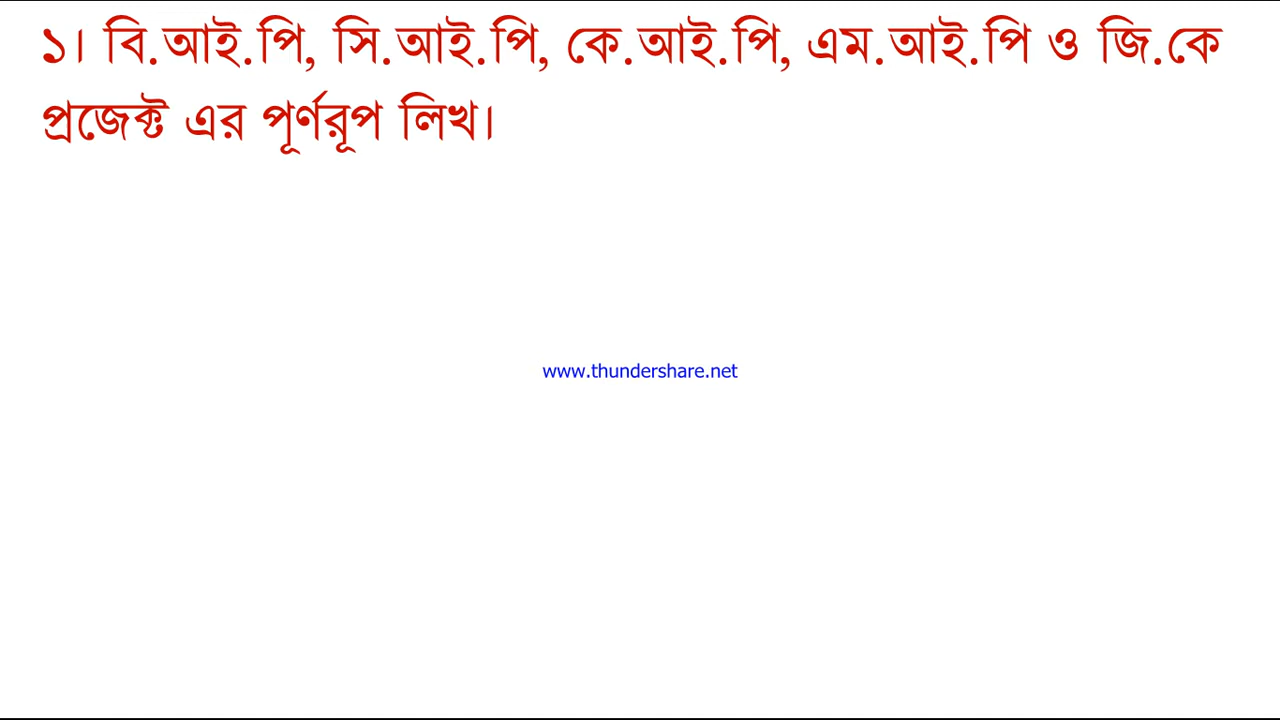 ১। বি.আই.পি, সি.আই.পি, কে.আই.পি, এম.আই.পি ও জি.কে
প্রজেক্ট এর পূর্ণরূপ লিখ।
www.thundershare.net